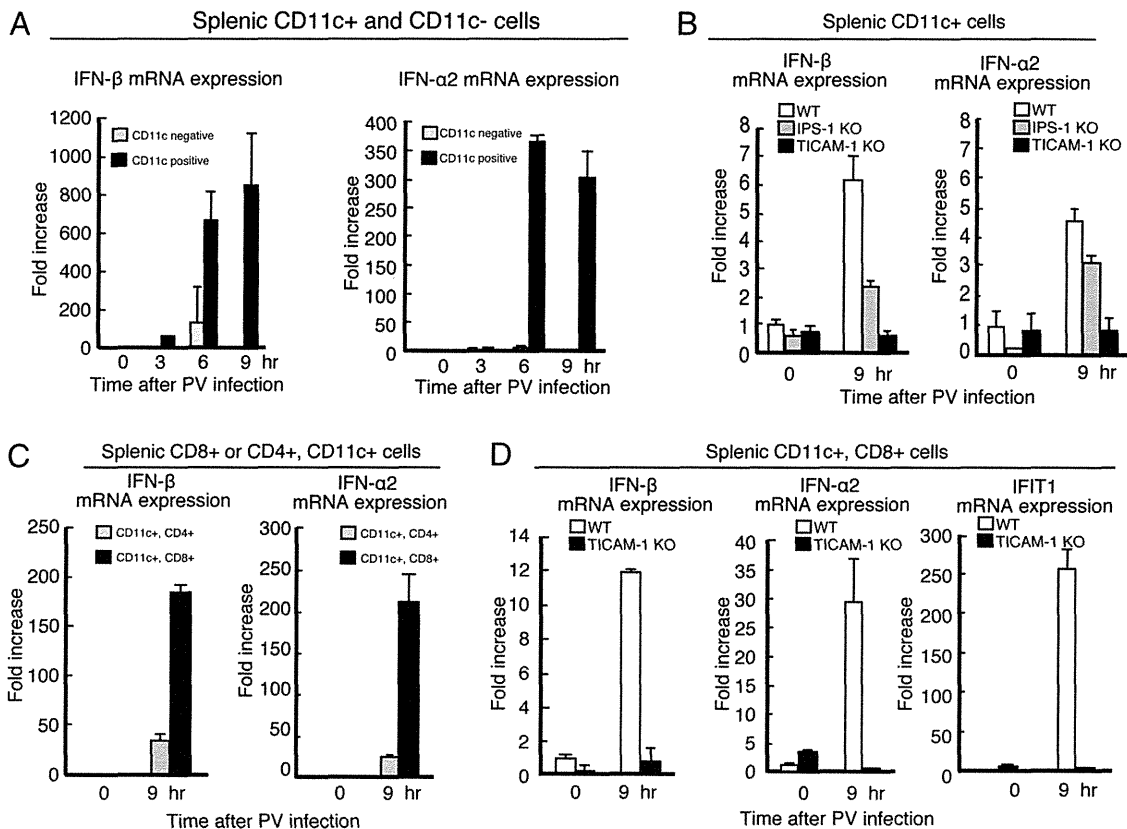 A
Splenic CD11c+ and CD11c- cells
IFN-β mRNA expression
CD11c negative
CD11c positive
Fold increase
1200
1000
800
600
400
200
0
0 3 6 9 hr
Time after PV infection
IFN-α2 mRNA expression
CD11c negative
CD11c positive
Fold increase
400
350
300
250
200
150
100
50
0
0 3 6 9 hr
Time after PV infection
B
Splenic CD11c+ cells
IFN-β
mRNA expression
WT
IPS-1 KO
TICAM-1 KO
Fold increase
8
7
6
5
4
3
2
1
0
0 9 hr
IFN-α2
mRNA expression
WT
IPS-1 KO
TICAM-1 KO
Fold increase
8
7
6
5
4
3
2
1
0
0 9 hr
Time after PV infection
C
Splenic CD8+ or CD4+, CD11c+ cells
IFN-β
mRNA expression
CD11c+, CD4+
CD11c+, CD8+
Fold increase
250
200
150
100
50
0
0 9 hr
IFN-α2
mRNA expression
CD11c+, CD4+
CD11c+, CD8+
Fold increase
300
250
200
150
100
50
0
0 9 hr
Time after PV infection
D
Splenic CD11c+, CD8+ cells
IFN-β
mRNA expression
WT
TICAM-1 KO
Fold increase
14
12
10
8
6
4
2
0
0 9 hr
IFN-α2
mRNA expression
WT
TICAM-1 KO
Fold increase
40
35
30
25
20
15
10
5
0
0 9 hr
IFIT1
mRNA expression
WT
TICAM-1 KO
Fold increase
300
250
200
150
100
50
0
0 9 hr
Time after PV infection